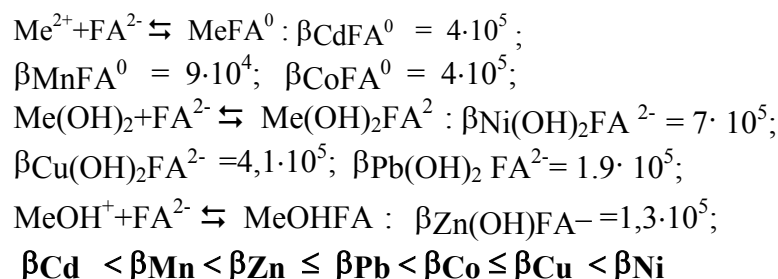 Me²⁺+FA²⁻⇆ MeFA⁰ : βCdFA⁰ = 4·10⁵ ;
βMnFA⁰ = 9·10⁴; βCoFA⁰ = 4·10⁵;
Me(OH)₂+FA²⁻⇆ Me(OH)₂FA² : βNi(OH)₂FA ²⁻ = 7· 10⁵;
βCu(OH)₂FA²⁻ =4,1·10⁵; βPb(OH)₂ FA²⁻= 1.9· 10⁵;
MeOH⁺+FA²⁻ ⇆ MeOHFA : βZn(OH)FA– =1,3·10⁵;
βCd < βMn < βZn ≤ βPb < βCo ≤ βCu < βNi